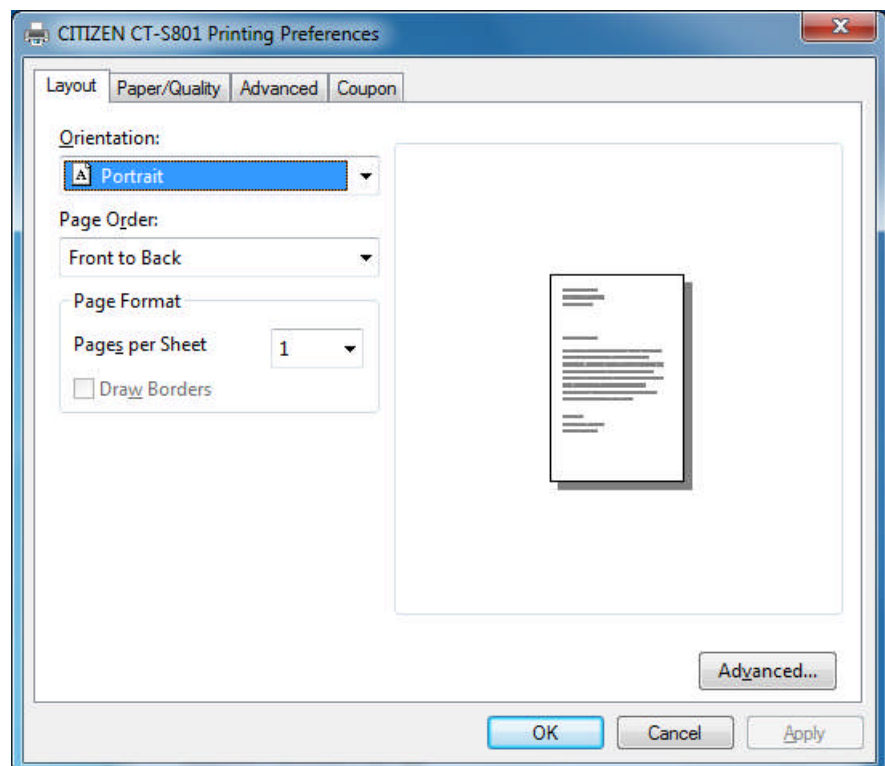 CITIZEN CT-S801 Printing Preferences
Layout Paper/Quality Advanced Coupon
Orientation:
A Portrait
Page Order:
Front to Back
Page Format
Pages per Sheet 1
Draw Borders
Advanced...
OK Cancel Apply